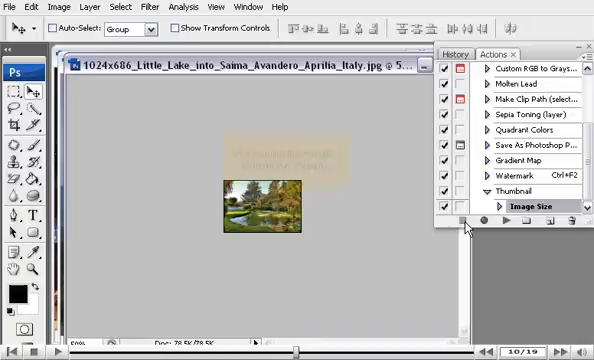 File Edit Image Layer Select Filter Analysis View Window Help
Auto-Select: Group Show Transform Controls
Ps
1024x686_Little_Lake_into_Saima_Avandero_Aprilia_Italy.jpg @ 5...
History Actions ×
Custom RGB to Grays...
Molten Lead
Make Clip Path (select...
Sepia Toning (layer)
Quadrant Colors
Save As Photoshop P...
Gradient Map
Watermark Ctrl+F2
Thumbnail
Image Size
T
50% Doc: 78.5K/78.5K
10/19